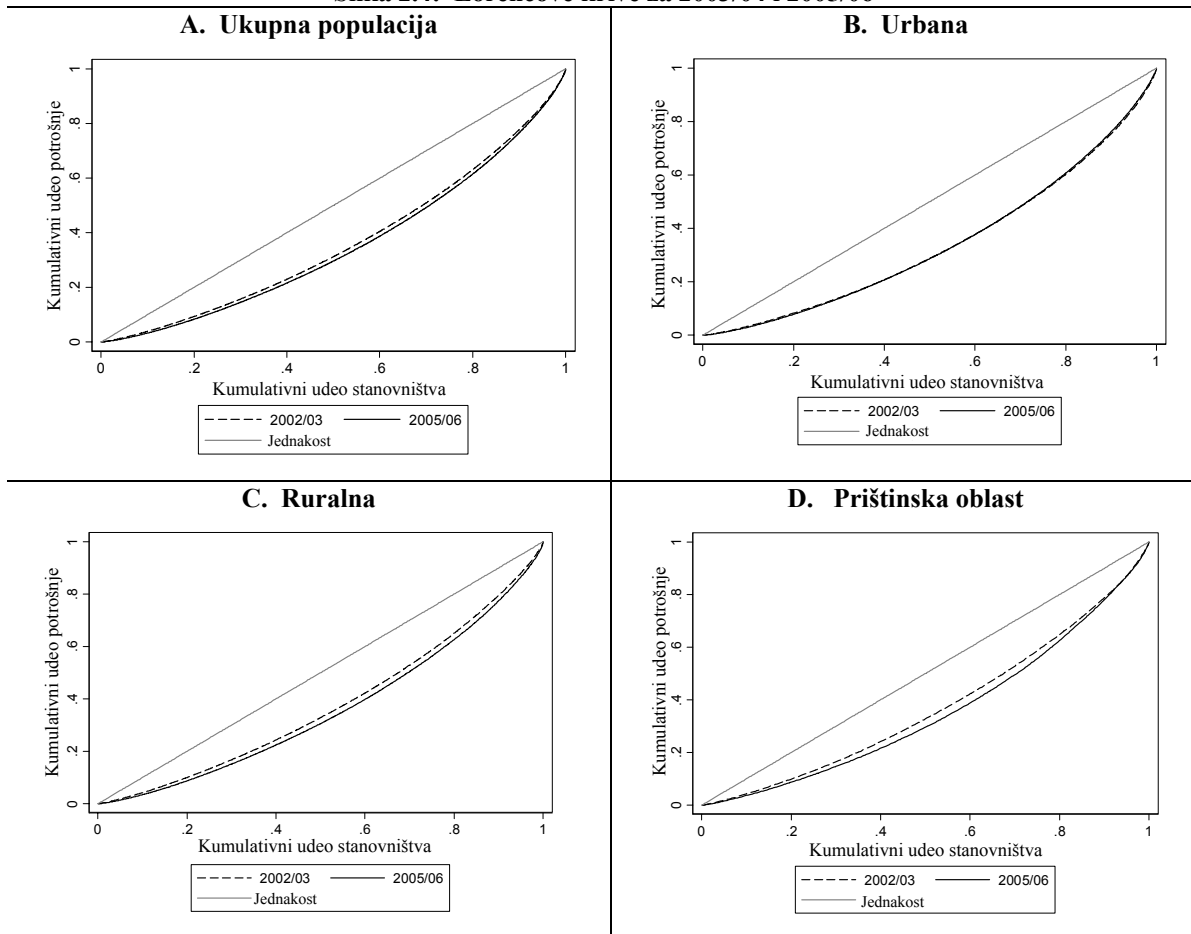 A. Ukupna populacija
Kumulativni udeo potrošnje
0 .2 .4 .6 .8 1
0 .2 .4 .6 .8 1
Kumulativni udeo stanovništva
2002/03 2005/06
Jednakost
B. Urbana
Kumulativni udeo potrošnje
0 .2 .4 .6 .8 1
0 .2 .4 .6 .8 1
Kumulativni udeo stanovništva
2002/03 2005/06
Jednakost
C. Ruralna
Kumulativni udeo potrošnje
0 .2 .4 .6 .8 1
0 .2 .4 .6 .8 1
Kumulativni udeo stanovništva
2002/03 2005/06
Jednakost
D. Prištinska oblast
Kumulativni udeo potrošnje
0 .2 .4 .6 .8 1
0 .2 .4 .6 .8 1
Kumulativni udeo stanovništva
2002/03 2005/06
Jednakost